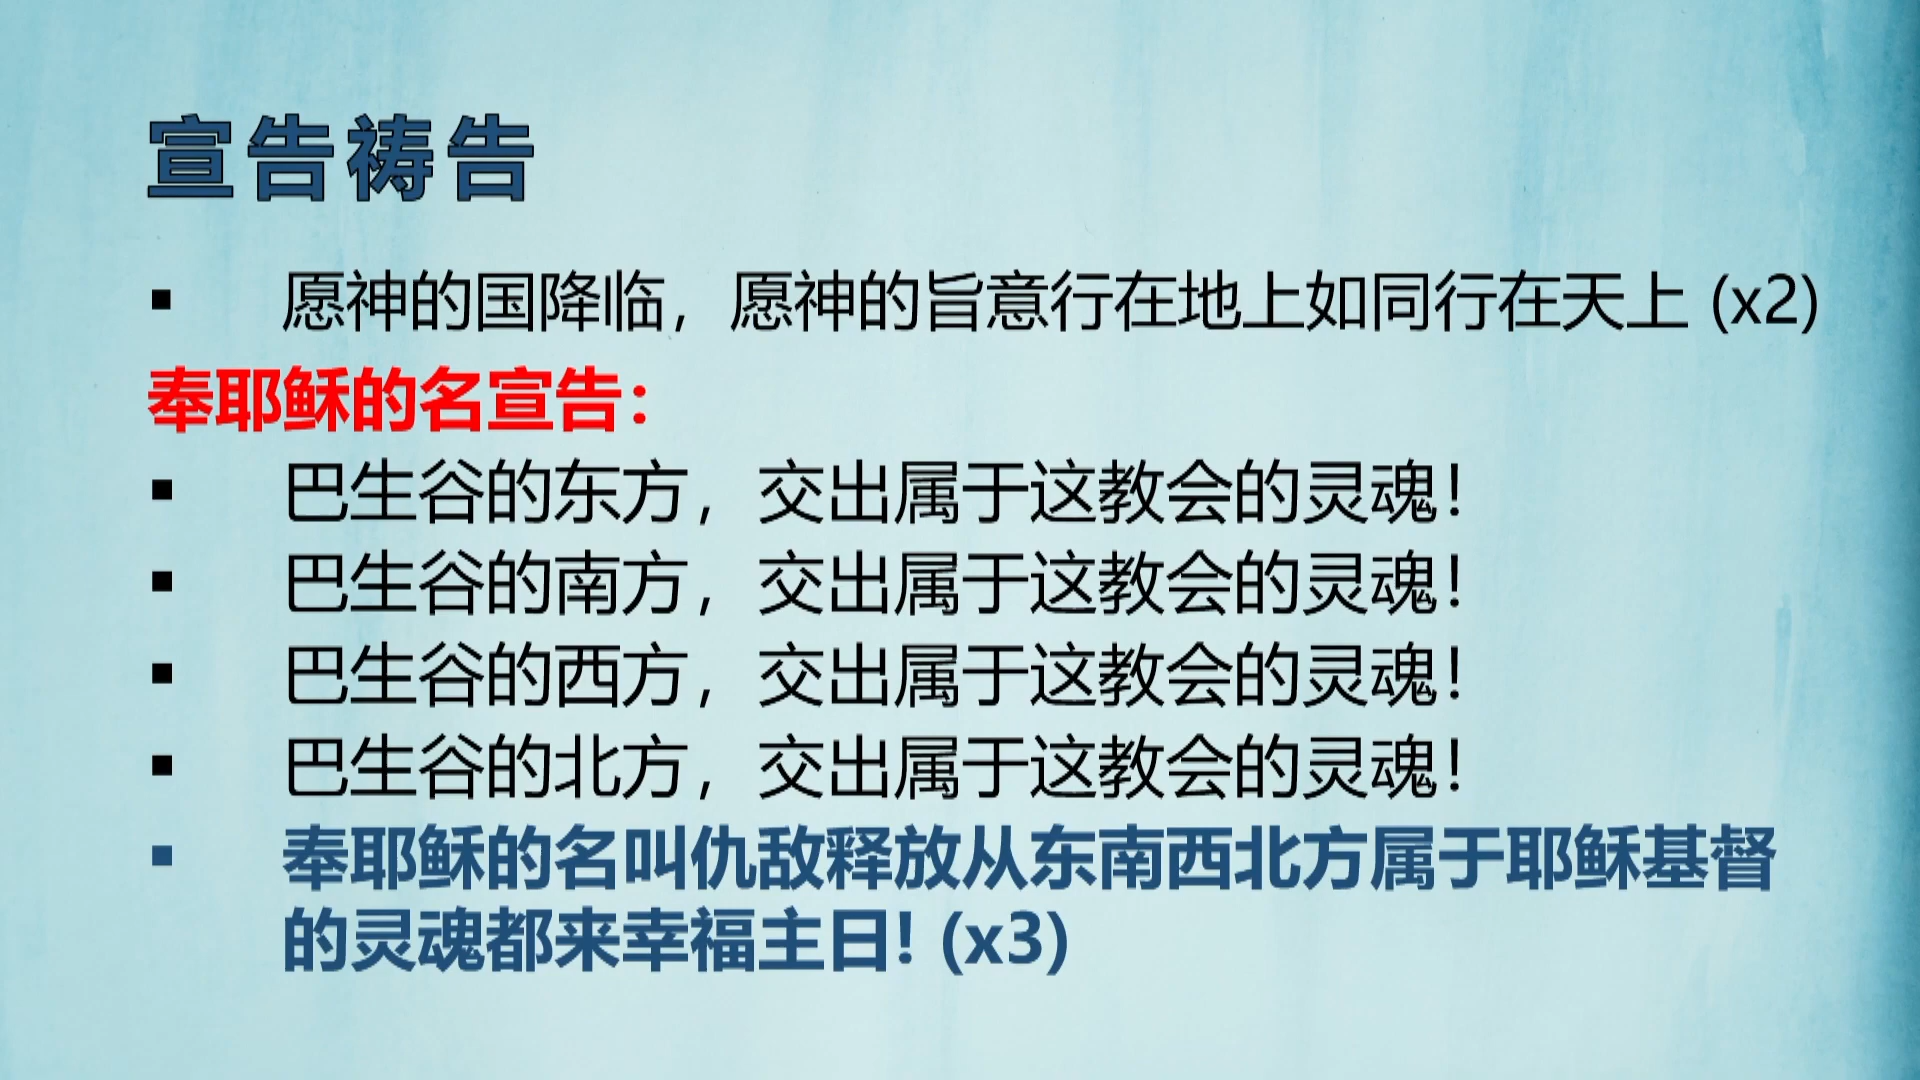 宣告祷告
▪ 愿神的国降临，愿神的旨意行在地上如同行在天上 (x2)
奉耶稣的名宣告：
▪ 巴生谷的东方，交出属于这教会的灵魂！
▪ 巴生谷的南方，交出属于这教会的灵魂！
▪ 巴生谷的西方，交出属于这教会的灵魂！
▪ 巴生谷的北方，交出属于这教会的灵魂！
▪ 奉耶稣的名叫仇敌释放从东南西北方属于耶稣基督
的灵魂都来幸福主日! (x3)